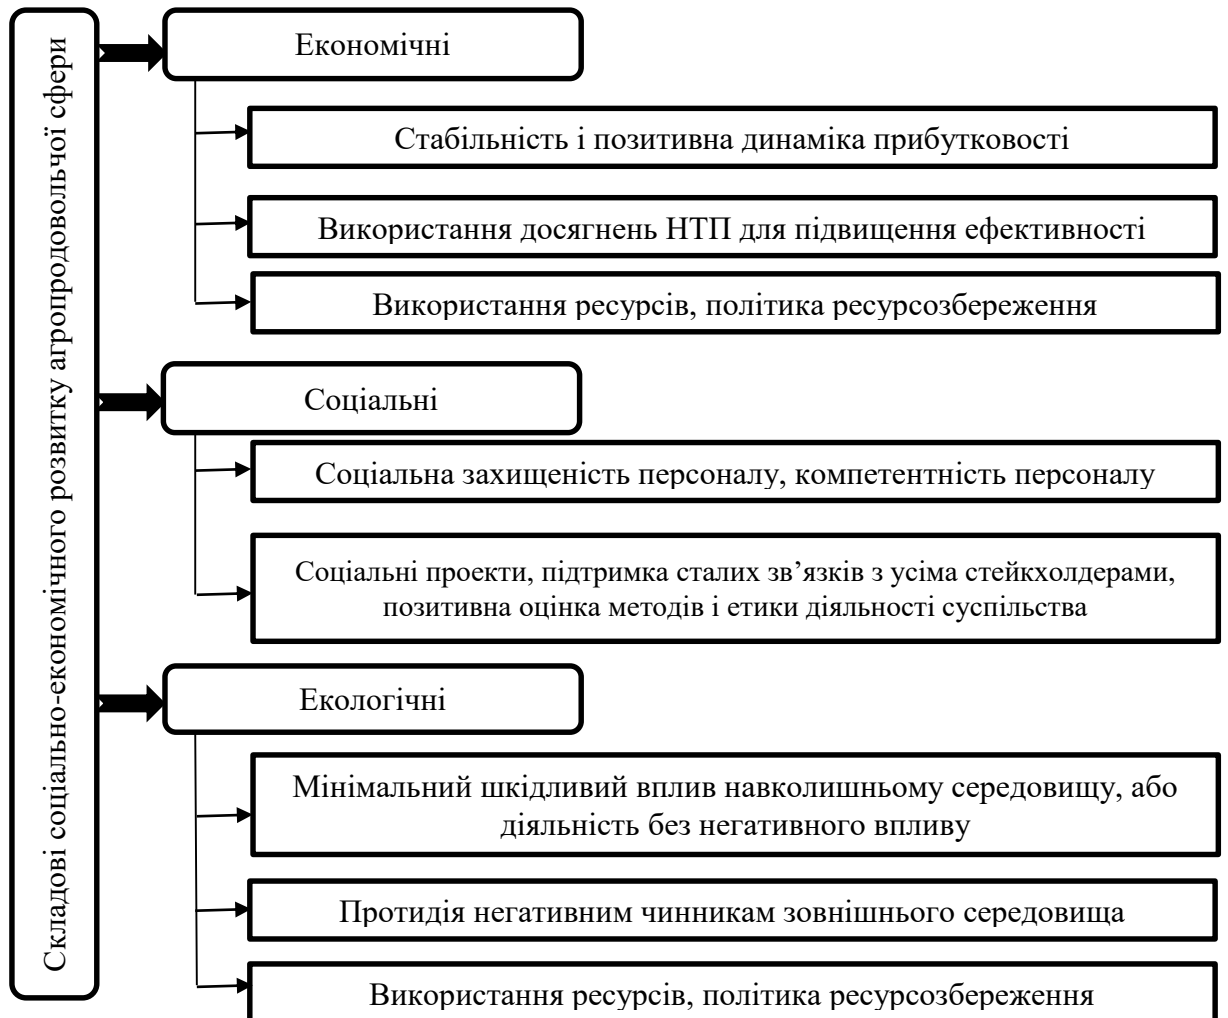 Складові соціально-економічного розвитку агропродовольчої сфери
Економічні
Стабільність і позитивна динаміка прибутковості
Використання досягнень НТП для підвищення ефективності
Використання ресурсів, політика ресурсозбереження
Соціальні
Соціальна захищеність персоналу, компетентність персоналу
Соціальні проекти, підтримка сталих зв’язків з усіма стейкхолдерами,
позитивна оцінка методів і етики діяльності суспільства
Екологічні
Мінімальний шкідливий вплив навколишньому середовищу, або
діяльність без негативного впливу
Протидія негативним чинникам зовнішнього середовища
Використання ресурсів, політика ресурсозбереження